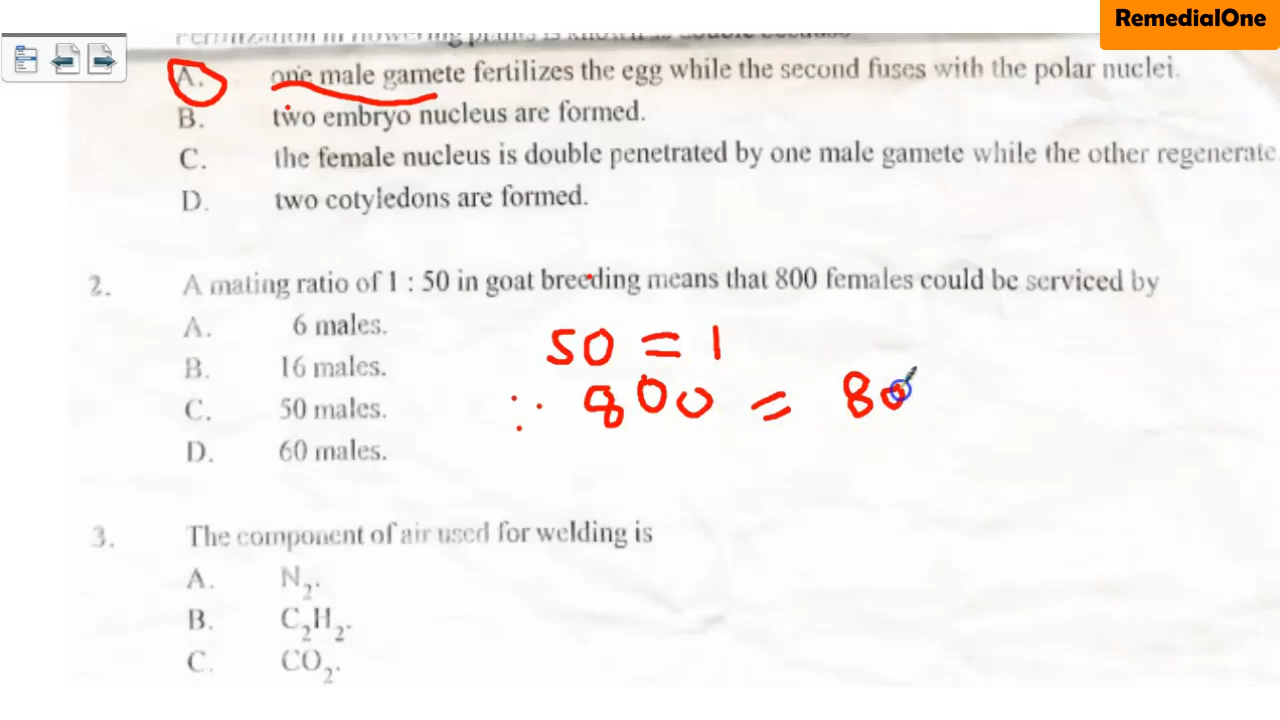 RemedialOne
A. one male gamete fertilizes the egg while the second fuses with the polar nuclei.
B. two embryo nucleus are formed.
C. the female nucleus is double penetrated by one male gamete while the other regenerate.
D. two cotyledons are formed.
2. A mating ratio of 1 : 50 in goat breeding means that 800 females could be serviced by
A. 6 males.
B. 16 males.
C. 50 males.
D. 60 males.
50 = 1
∵ 800 = 80
3. The component of air used for welding is
A. N₂.
B. C₂H₂.
C. CO₂.